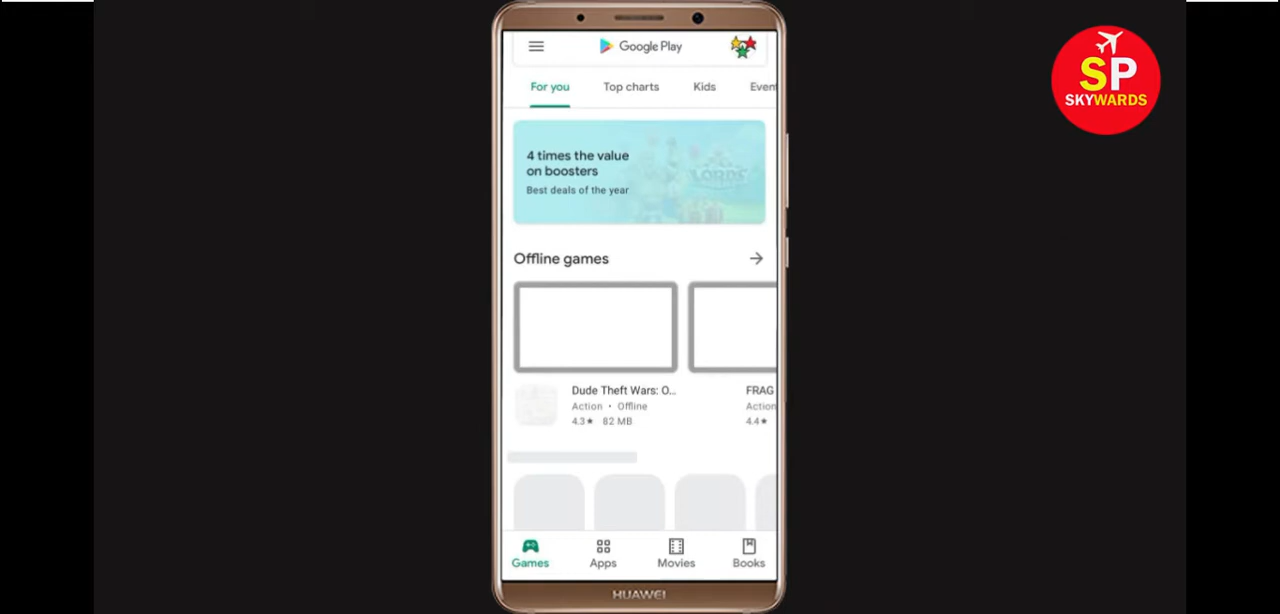 Google Play
SP
SKYWARDS
For you
Top charts
Kids
Even
4 times the value
on boosters
Best deals of the year
LORDS
Offline games
Dude Theft Wars: O...
Action • Offline
4.3★ 82 MB
FRAG
Action
4.4★
Games
Apps
Movies
Books
HUAWEI